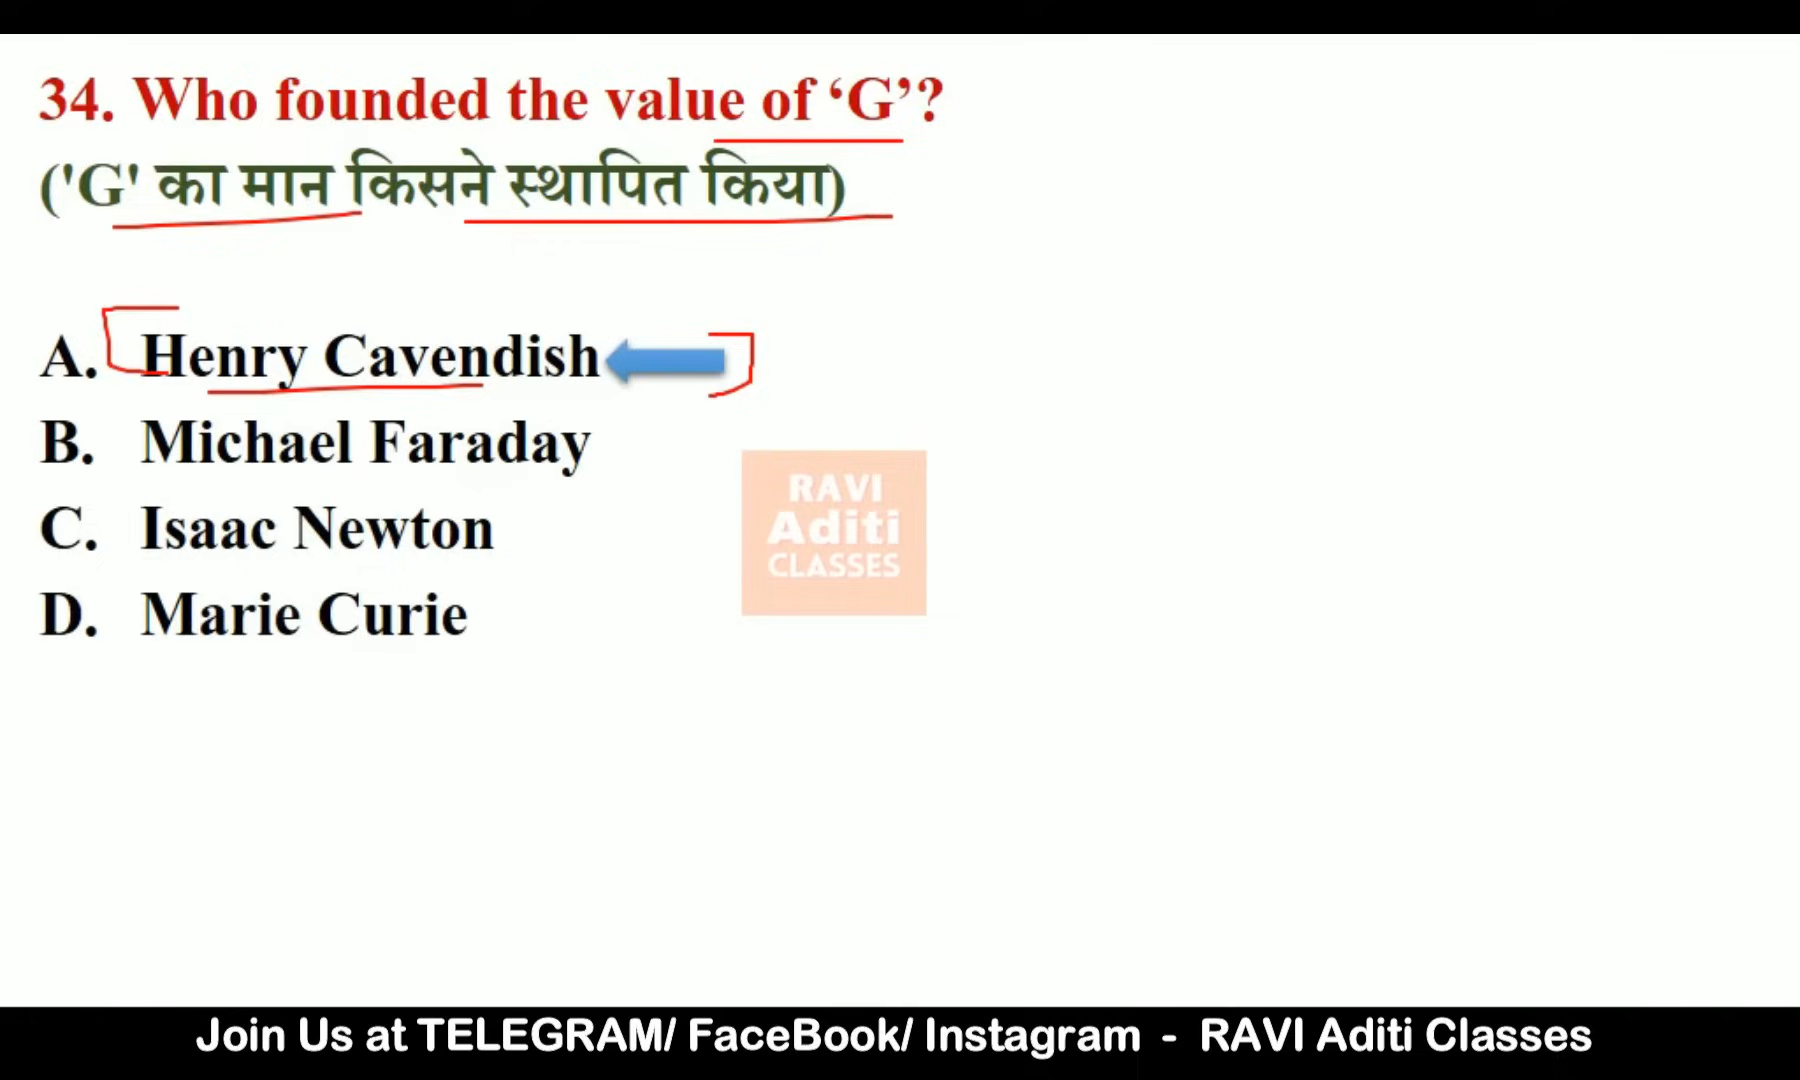 34. Who founded the value of ‘G’?
('G' का मान किसने स्थापित किया)
A. Henry Cavendish
B. Michael Faraday
C. Isaac Newton
D. Marie Curie
RAVI
Aditi
CLASSES
Join Us at TELEGRAM/ FaceBook/ Instagram - RAVI Aditi Classes